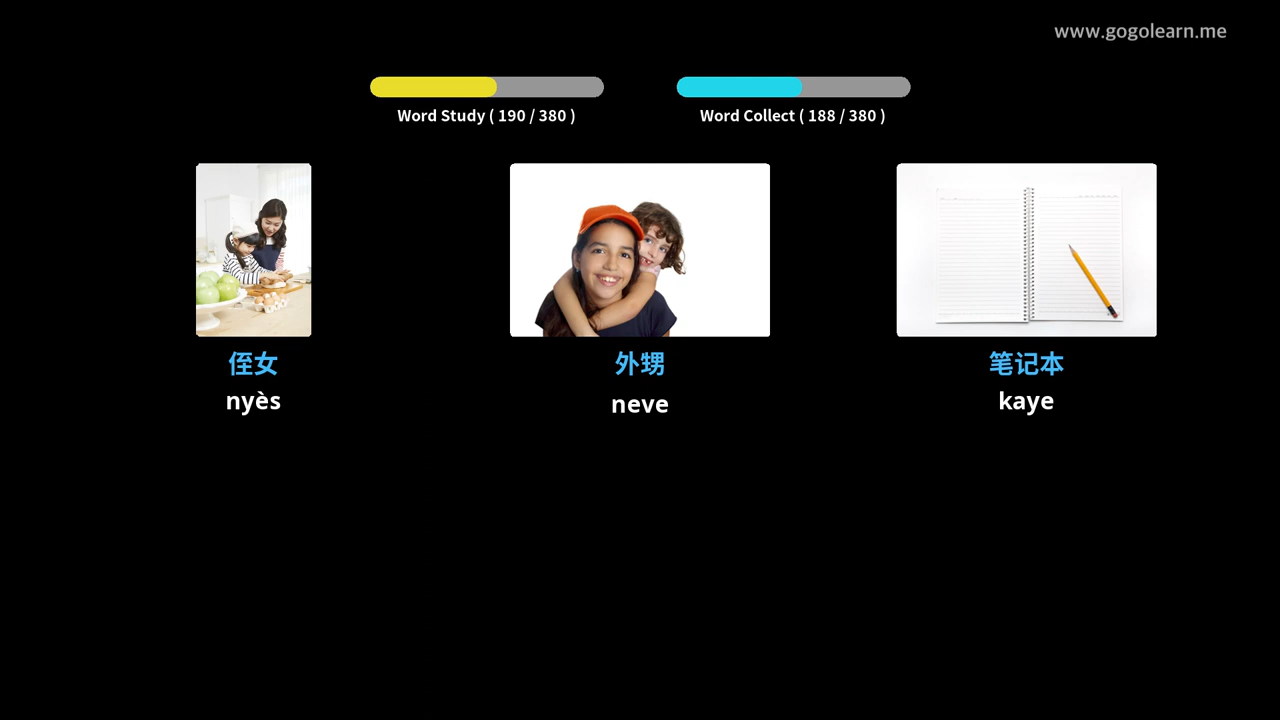 www.gogolearn.me
Word Study ( 190 / 380 )
Word Collect ( 188 / 380 )
侄女
nyès
外甥
neve
笔记本
kaye